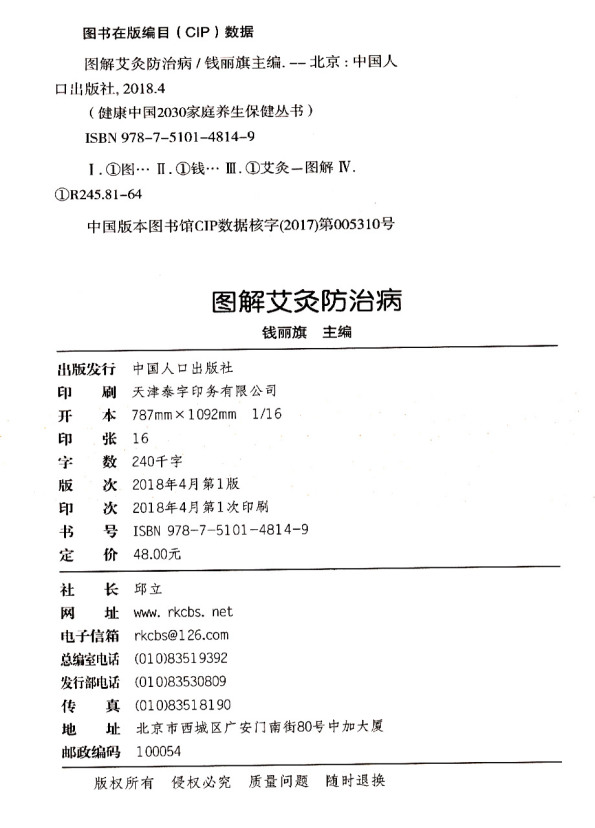 图书在版编目（CIP）数据
图解艾灸防治病 / 钱丽旗主编. -- 北京：中国人
口出版社, 2018.4
（健康中国2030家庭养生保健丛书）
ISBN 978-7-5101-4814-9
Ⅰ.①图… Ⅱ.①钱… Ⅲ.①艾灸—图解 Ⅳ.
①R245.81-64
中国版本图书馆CIP数据核字(2017)第005310号
图解艾灸防治病
钱丽旗 主编
出版发行 中国人口出版社
印 刷 天津泰宇印务有限公司
开 本 787mm×1092mm 1/16
印 张 16
字 数 240千字
版 次 2018年4月第1版
印 次 2018年4月第1次印刷
书 号 ISBN 978-7-5101-4814-9
定 价 48.00元
社 长 邱立
网 址 www.rkcbs.net
电子信箱 rkcbs@126.com
总编室电话 (010)83519392
发行部电话 (010)83530809
传 真 (010)83518190
地 址 北京市西城区广安门南街80号中加大厦
邮政编码 100054
版权所有 侵权必究 质量问题 随时退换